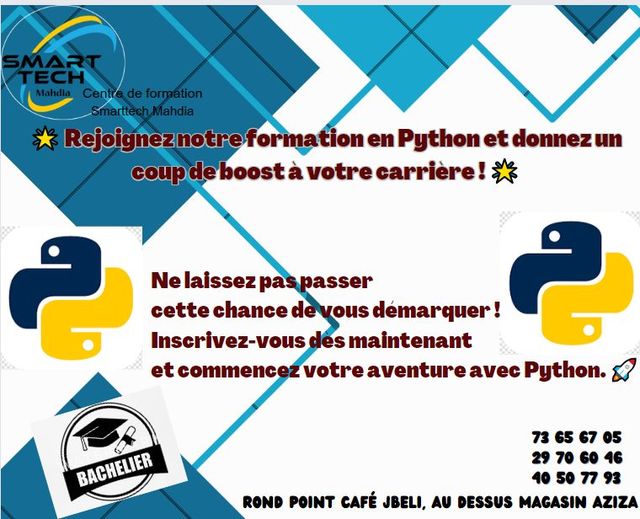 SMART
TECH
Mahdia
Centre de formation
Smarttech Mahdia
🌟 Rejoignez notre formation en Python et donnez un
coup de boost à votre carrière ! 🌟
Ne laissez pas passer
cette chance de vous démarquer !
Inscrivez-vous dès maintenant
et commencez votre aventure avec Python. 🚀
BACHELIER
73 65 67 05
29 70 60 46
40 50 77 93
ROND POINT CAFÉ JBELI, AU DESSUS MAGASIN AZIZA